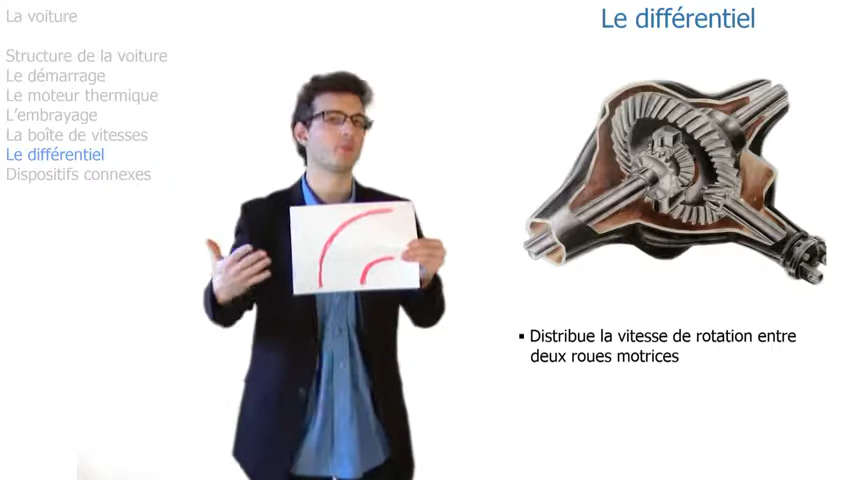 La voiture
Structure de la voiture
Le démarrage
Le moteur thermique
L'embrayage
La boîte de vitesses
Le différentiel
Dispositifs connexes
Le différentiel
▪ Distribue la vitesse de rotation entre
deux roues motrices